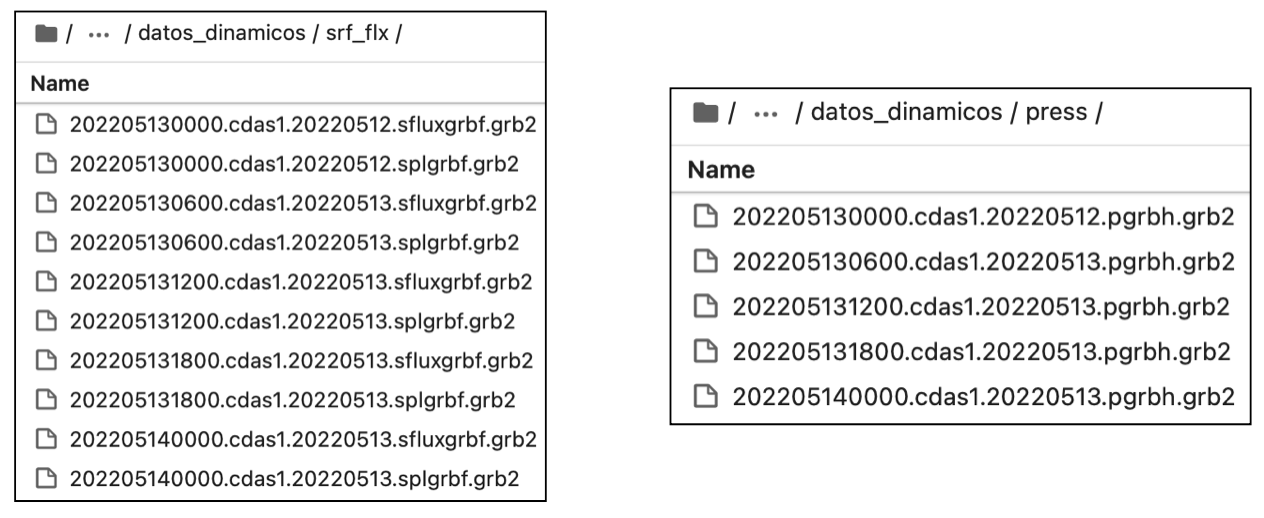 / ··· / datos_dinamicos / srf_flx /
Name
202205130000.cdas1.20220512.sfluxgrbf.grb2
202205130000.cdas1.20220512.splgrbf.grb2
202205130600.cdas1.20220513.sfluxgrbf.grb2
202205130600.cdas1.20220513.splgrbf.grb2
202205131200.cdas1.20220513.sfluxgrbf.grb2
202205131200.cdas1.20220513.splgrbf.grb2
202205131800.cdas1.20220513.sfluxgrbf.grb2
202205131800.cdas1.20220513.splgrbf.grb2
202205140000.cdas1.20220513.sfluxgrbf.grb2
202205140000.cdas1.20220513.splgrbf.grb2
/ ··· / datos_dinamicos / press /
Name
202205130000.cdas1.20220512.pgrbh.grb2
202205130600.cdas1.20220513.pgrbh.grb2
202205131200.cdas1.20220513.pgrbh.grb2
202205131800.cdas1.20220513.pgrbh.grb2
202205140000.cdas1.20220513.pgrbh.grb2